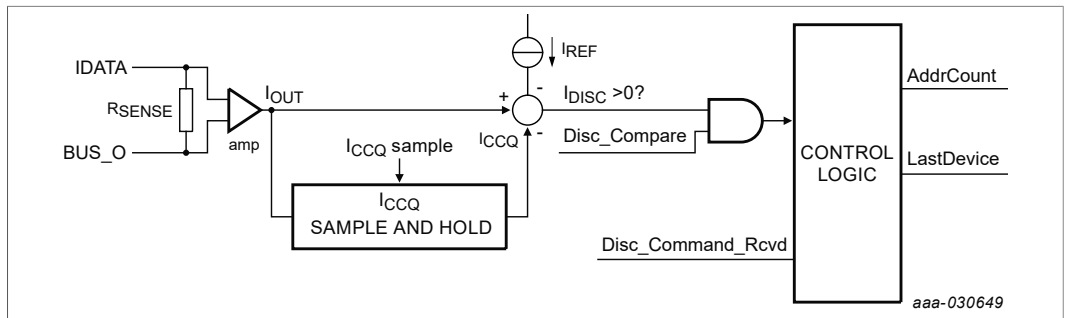 IREF
IDATA
AddrCount
RSENSE
IOUT
+
-
IDISC >0?
amp
ICCQ
-
Disc_Compare
BUS_O
ICCQ sample
CONTROL
LOGIC
LastDevice
ICCQ
SAMPLE AND HOLD
Disc_Command_Rcvd
aaa-030649